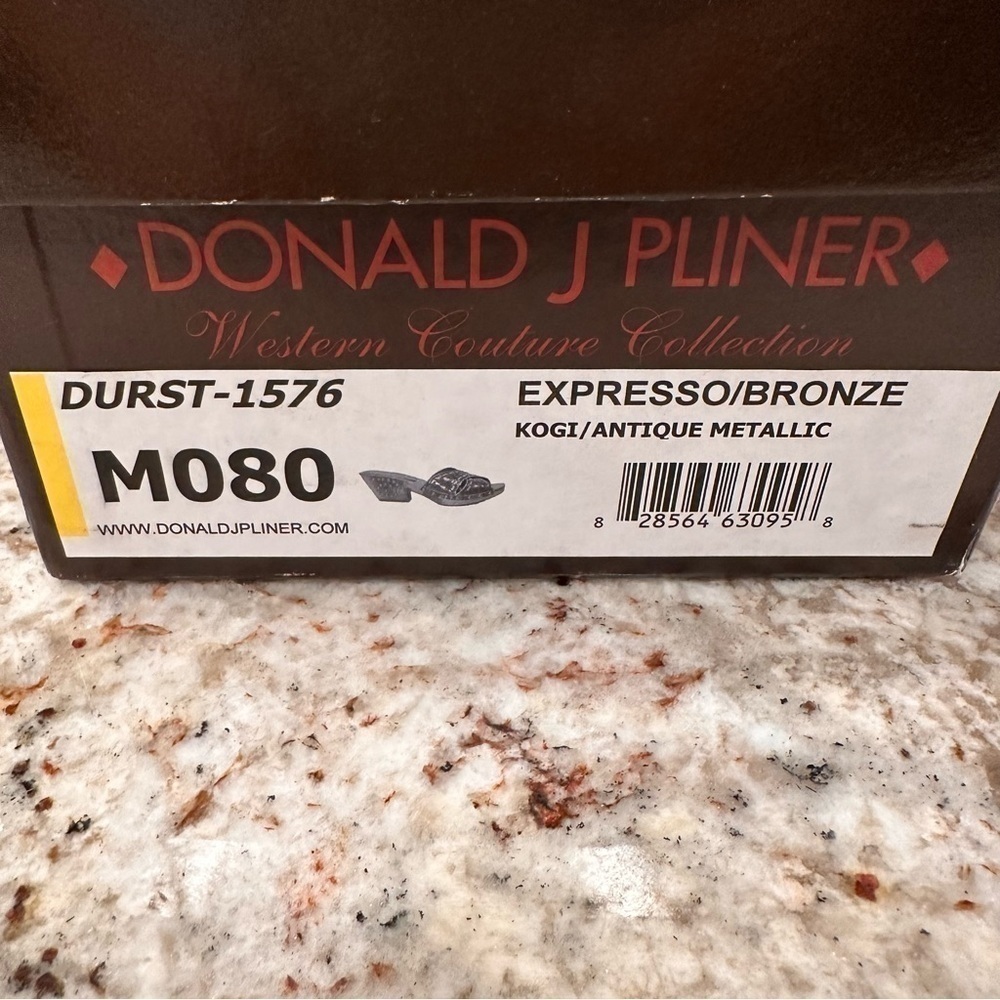 DONALD J PLINER
Western Couture Collection
DURST-1576
EXPRESSO/BRONZE
KOGI/ANTIQUE METALLIC
M080
WWW.DONALDJPLINER.COM
8 28564 63095 8